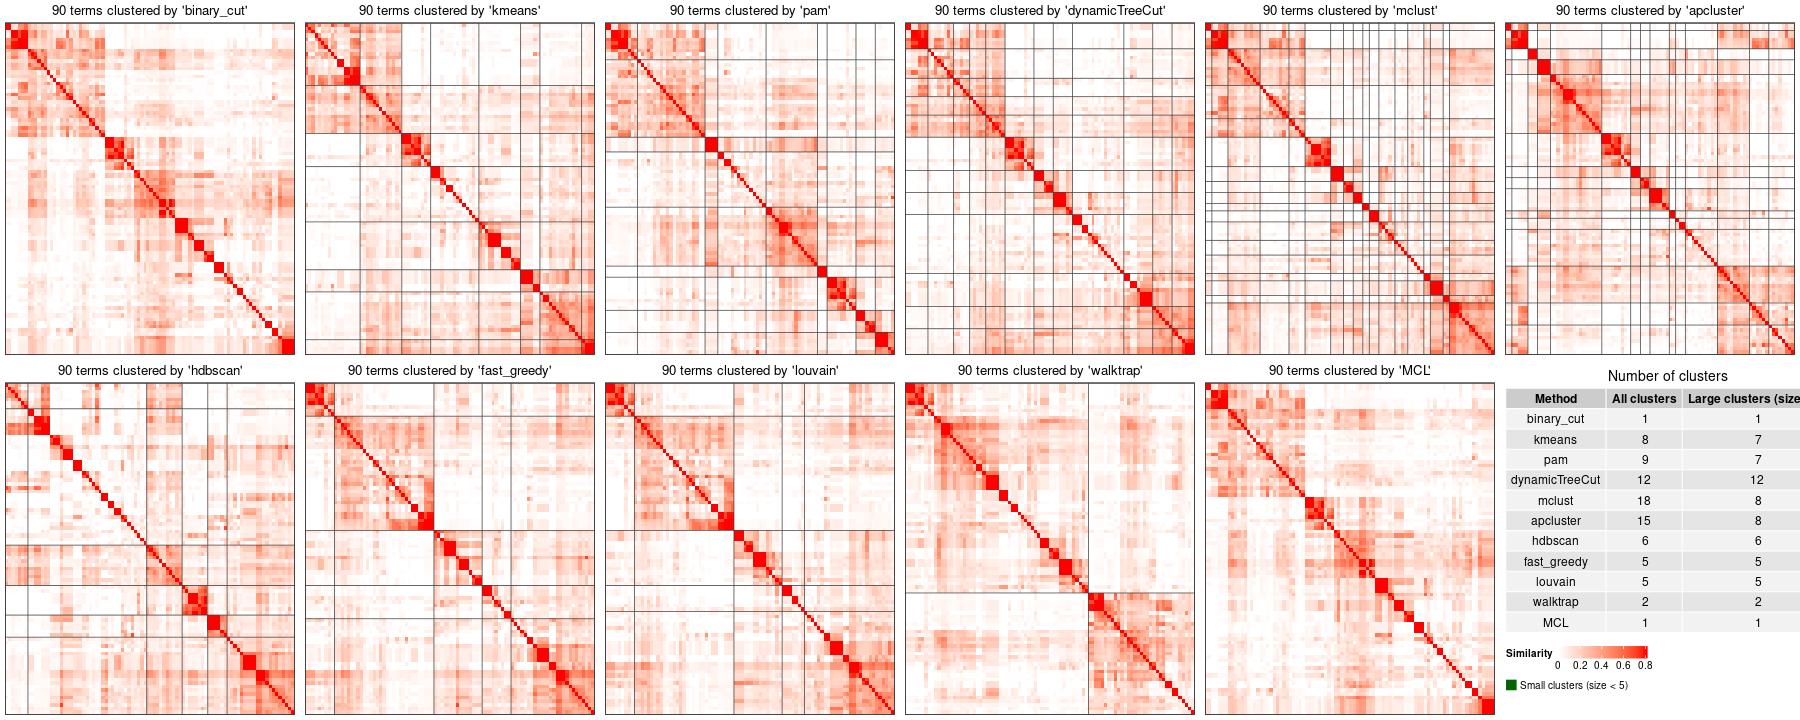 90 terms clustered by 'binary_cut'
90 terms clustered by 'kmeans'
90 terms clustered by 'pam'
90 terms clustered by 'dynamicTreeCut'
90 terms clustered by 'mclust'
90 terms clustered by 'apcluster'
90 terms clustered by 'hdbscan'
90 terms clustered by 'fast_greedy'
90 terms clustered by 'louvain'
90 terms clustered by 'walktrap'
90 terms clustered by 'MCL'
Number of clusters
Method All clusters Large clusters (size
binary_cut 1 1
kmeans 8 7
pam 9 7
dynamicTreeCut 12 12
mclust 18 8
apcluster 15 8
hdbscan 6 6
fast_greedy 5 5
louvain 5 5
walktrap 2 2
MCL 1 1
Similarity
0 0.2 0.4 0.6 0.8
Small clusters (size < 5)